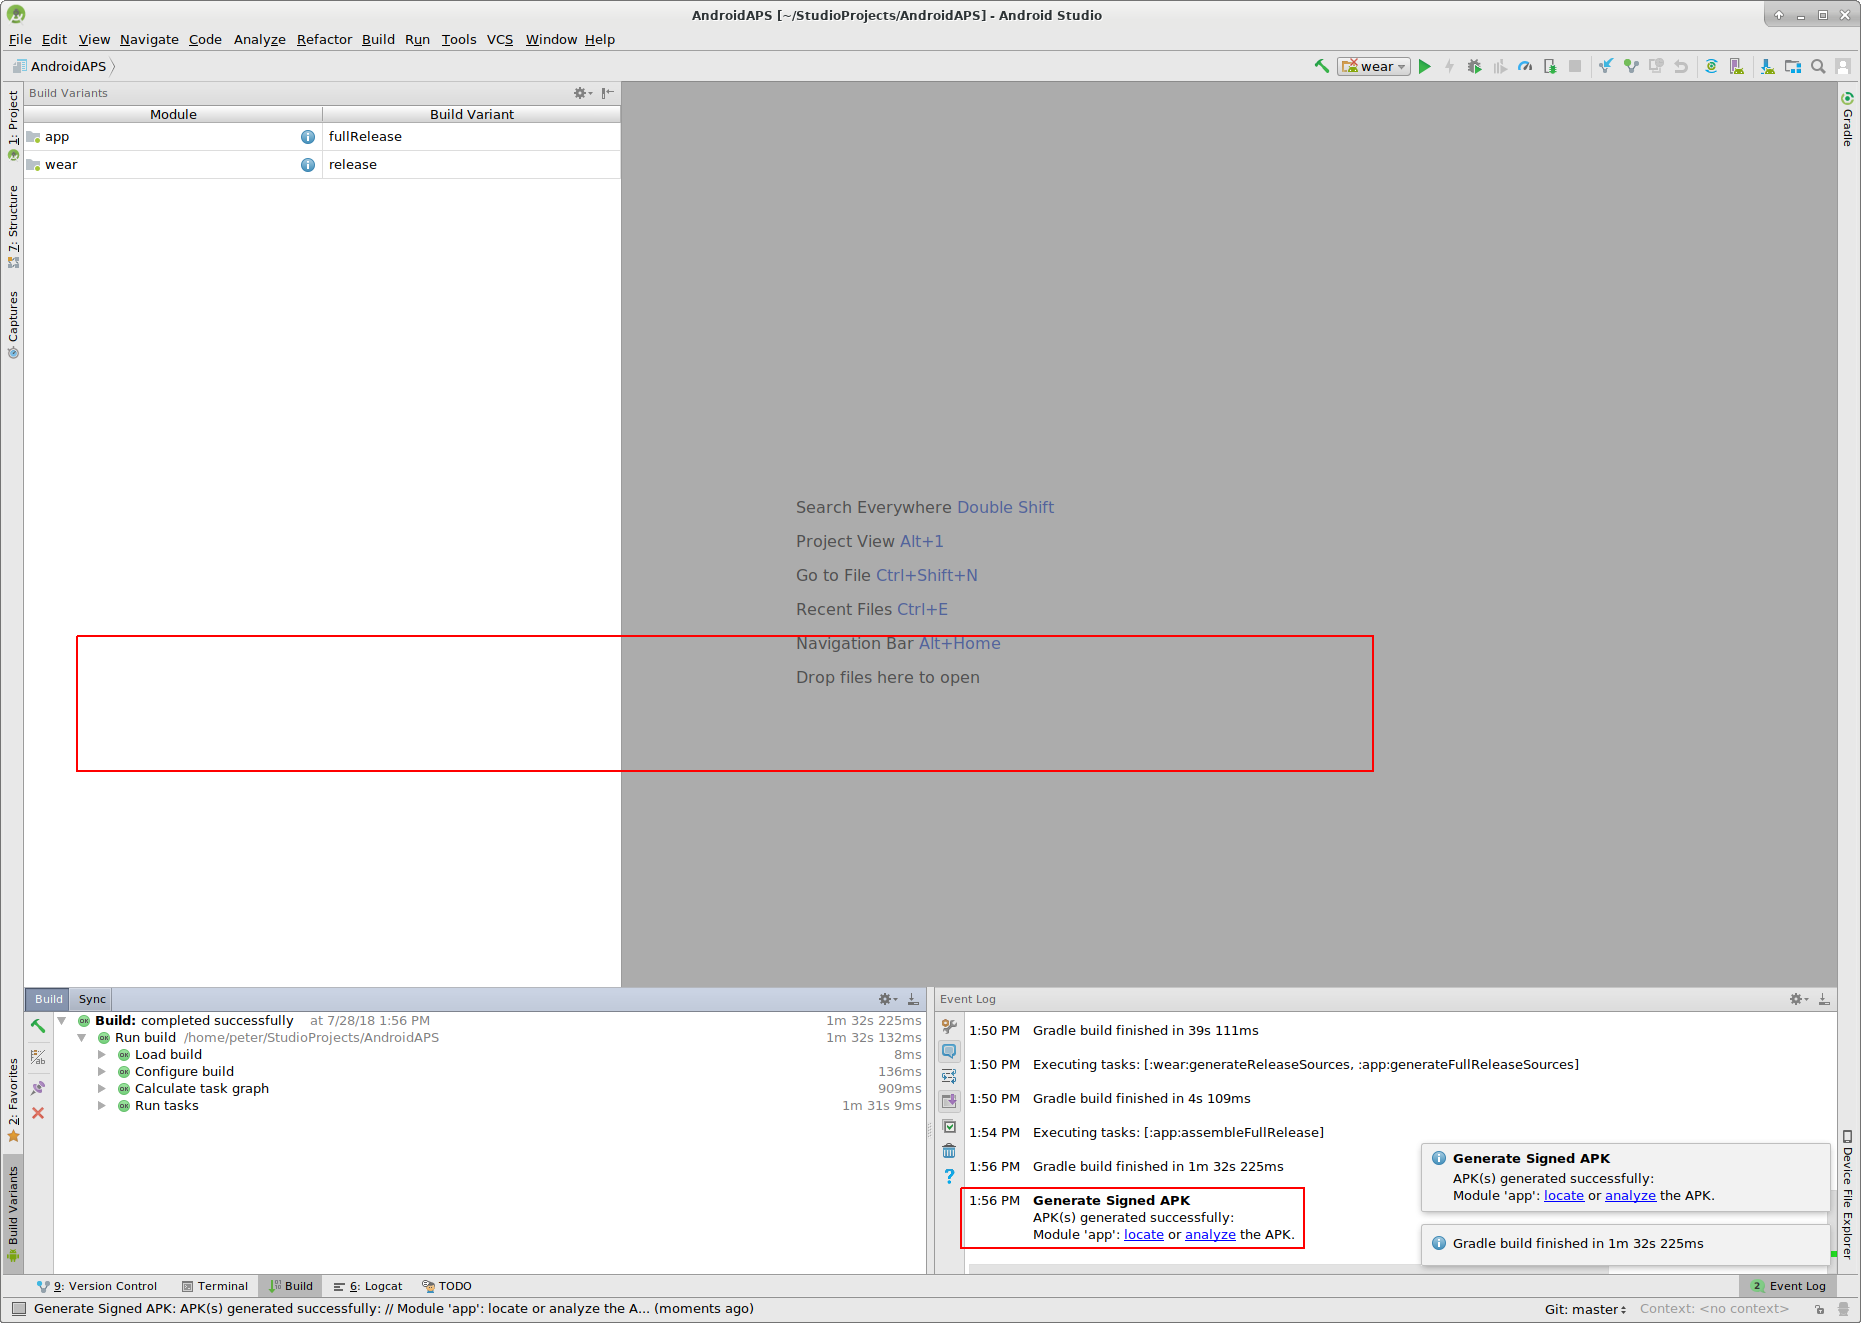 AndroidAPS [~/StudioProjects/AndroidAPS] - Android Studio
File Edit View Navigate Code Analyze Refactor Build Run Tools VCS Window Help
AndroidAPS
wear
1: Project
7: Structure
Captures
2: Favorites
Build Variants
Build Variants
Module Build Variant
app fullRelease
wear release
Search Everywhere Double Shift
Project View Alt+1
Go to File Ctrl+Shift+N
Recent Files Ctrl+E
Navigation Bar Alt+Home
Drop files here to open
Gradle
Device File Explorer
Build Sync
Build: completed successfully at 7/28/18 1:56 PM 1m 32s 225ms
Run build /home/peter/StudioProjects/AndroidAPS 1m 32s 132ms
Load build 8ms
Configure build 136ms
Calculate task graph 909ms
Run tasks 1m 31s 9ms
Event Log
1:50 PM Gradle build finished in 39s 111ms
1:50 PM Executing tasks: [:wear:generateReleaseSources, :app:generateFullReleaseSources]
1:50 PM Gradle build finished in 4s 109ms
1:54 PM Executing tasks: [:app:assembleFullRelease]
1:56 PM Gradle build finished in 1m 32s 225ms
1:56 PM Generate Signed APK
APK(s) generated successfully:
Module 'app': locate or analyze the APK.
Generate Signed APK
APK(s) generated successfully:
Module 'app': locate or analyze the APK.
Gradle build finished in 1m 32s 225ms
9: Version Control Terminal Build 6: Logcat TODO 2 Event Log
Generate Signed APK: APK(s) generated successfully: // Module 'app': locate or analyze the A... (moments ago) Git: master Context: <no context>